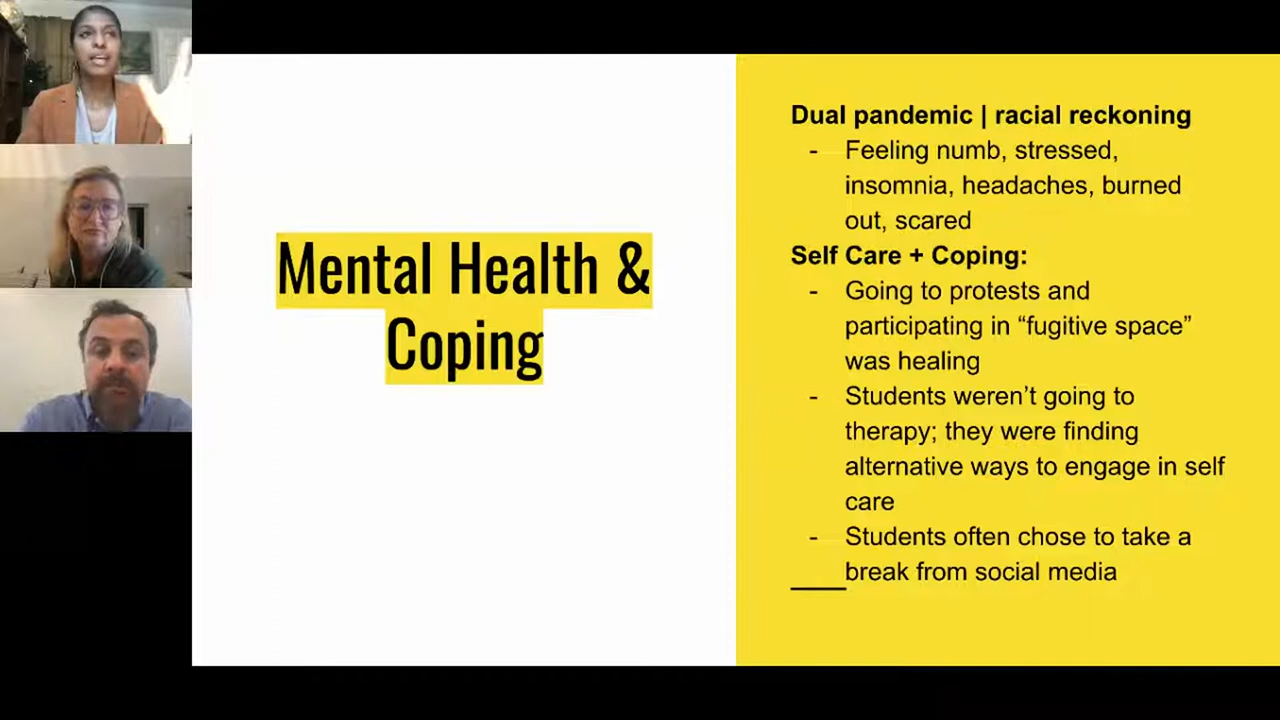 Mental Health &
Coping
Dual pandemic | racial reckoning
- Feeling numb, stressed,
insomnia, headaches, burned
out, scared
Self Care + Coping:
- Going to protests and
participating in “fugitive space”
was healing
- Students weren’t going to
therapy; they were finding
alternative ways to engage in self
care
- Students often chose to take a
break from social media